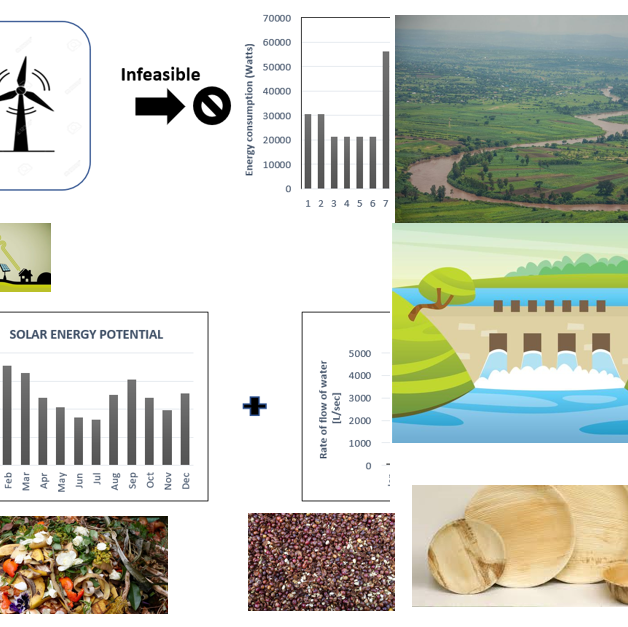 Infeasible
Energy consumption (Watts)
70000
60000
50000
40000
30000
20000
10000
0
1 2 3 4 5 6 7
SOLAR ENERGY POTENTIAL
Feb Mar Apr May Jun Jul Aug Sep Oct Nov Dec
Rate of flow of water
[L/sec]
5000
4000
3000
2000
1000
0